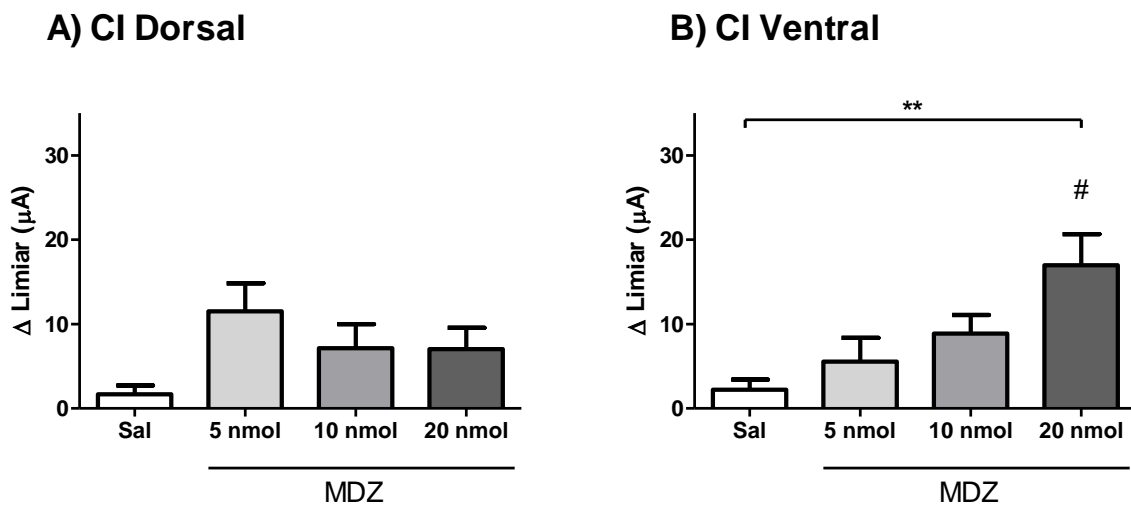 A) CI Dorsal
Δ Limiar (μA)
30
20
10
0
Sal
5 nmol
10 nmol
20 nmol
MDZ
B) CI Ventral
**
#
Δ Limiar (μA)
30
20
10
0
Sal
5 nmol
10 nmol
20 nmol
MDZ